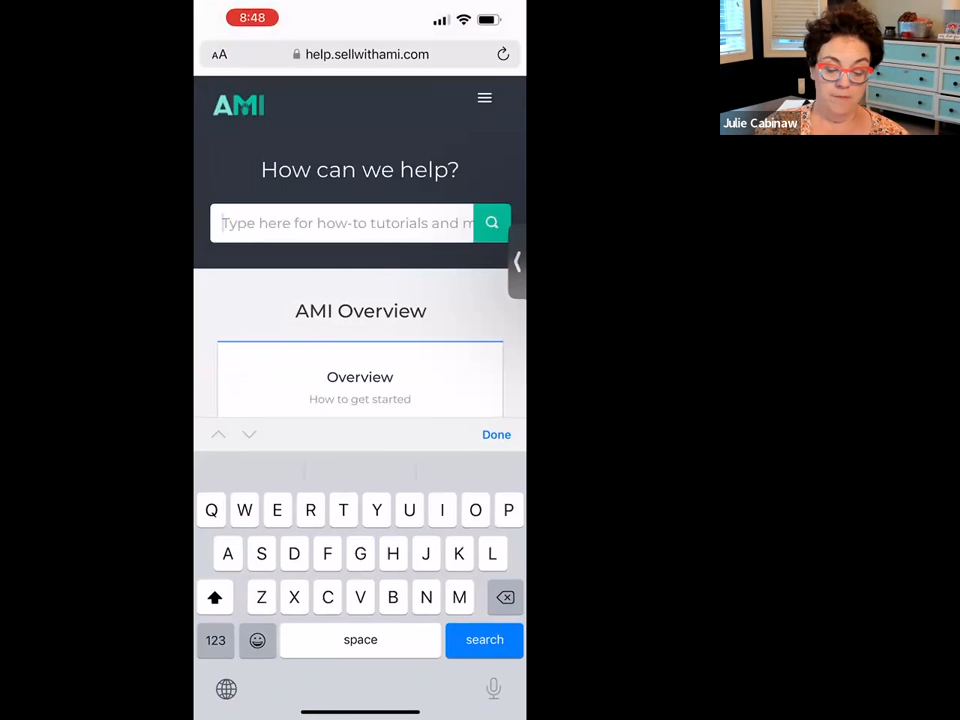 8:48
AA
help.sellwithami.com
AMI
How can we help?
Type here for how-to tutorials and m
AMI Overview
Overview
How to get started
Done
Q W E R T Y U I O P
A S D F G H J K L
Z X C V B N M
123
space
search
Julie Cabinaw